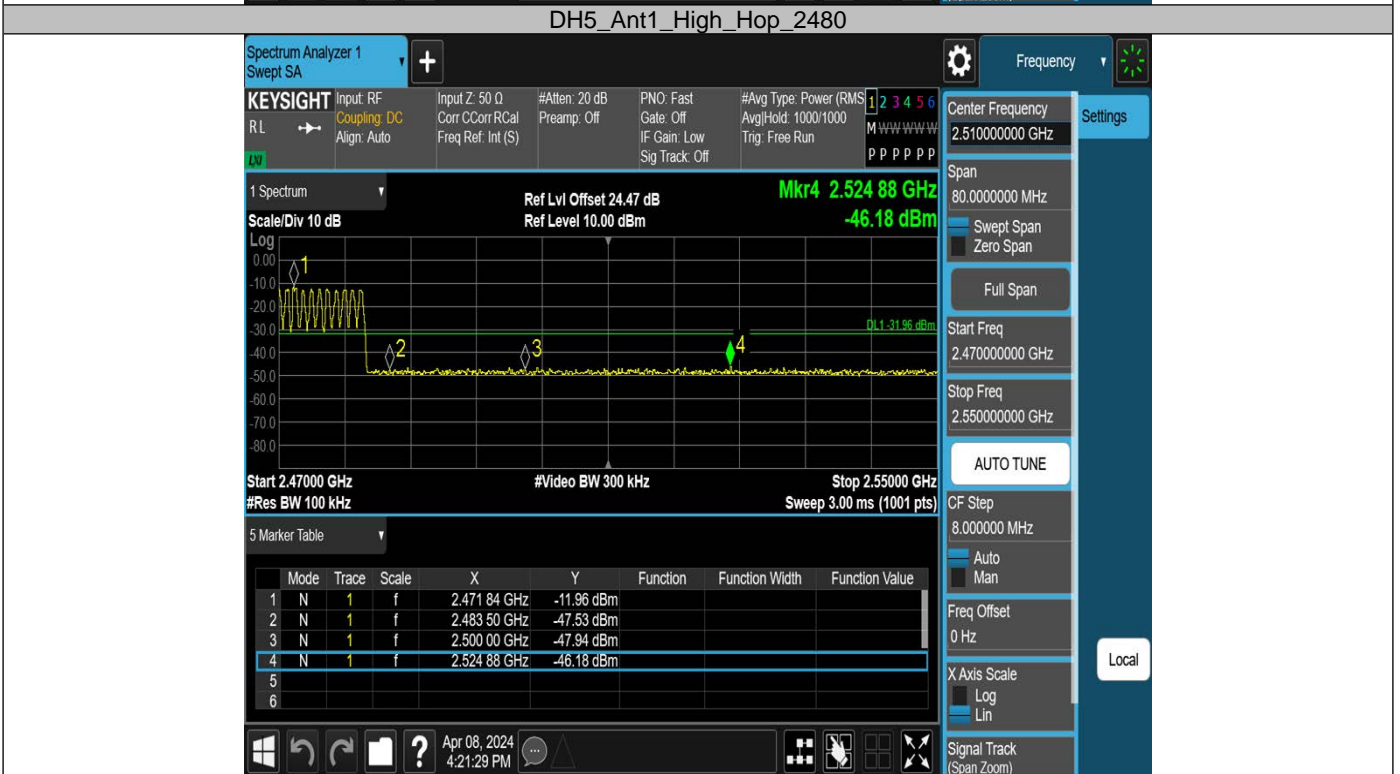 DH5_Ant1_High_Hop_2480
Spectrum Analyzer 1
Swept SA
+
Frequency
KEYSIGHT
RL
LXI
Input: RF
Coupling: DC
Align: Auto
Input Z: 50 Ω
Corr CCorr RCal
Freq Ref: Int (S)
#Atten: 20 dB
Preamp: Off
PNO: Fast
Gate: Off
IF Gain: Low
Sig Track: Off
#Avg Type: Power (RMS
Avg|Hold: 1000/1000
Trig: Free Run
1 2 3 4 5 6
M W W W W W
P P P P P P
1 Spectrum
Scale/Div 10 dB
Ref Lvl Offset 24.47 dB
Ref Level 10.00 dBm
Mkr4 2.524 88 GHz
-46.18 dBm
Log
0.00
-10.0
-20.0
-30.0
-40.0
-50.0
-60.0
-70.0
-80.0
1
2
3
4
DL1 -31.96 dBm
Start 2.47000 GHz
#Res BW 100 kHz
#Video BW 300 kHz
Stop 2.55000 GHz
Sweep 3.00 ms (1001 pts)
5 Marker Table
Mode Trace Scale X Y Function Function Width Function Value
1 N 1 f 2.471 84 GHz -11.96 dBm
2 N 1 f 2.483 50 GHz -47.53 dBm
3 N 1 f 2.500 00 GHz -47.94 dBm
4 N 1 f 2.524 88 GHz -46.18 dBm
5
6
?
Apr 08, 2024
4:21:29 PM
Center Frequency
2.510000000 GHz
Settings
Span
80.0000000 MHz
Swept Span
Zero Span
Full Span
Start Freq
2.470000000 GHz
Stop Freq
2.550000000 GHz
AUTO TUNE
CF Step
8.000000 MHz
Auto
Man
Freq Offset
0 Hz
X Axis Scale
Log
Lin
Local
Signal Track
(Span Zoom)